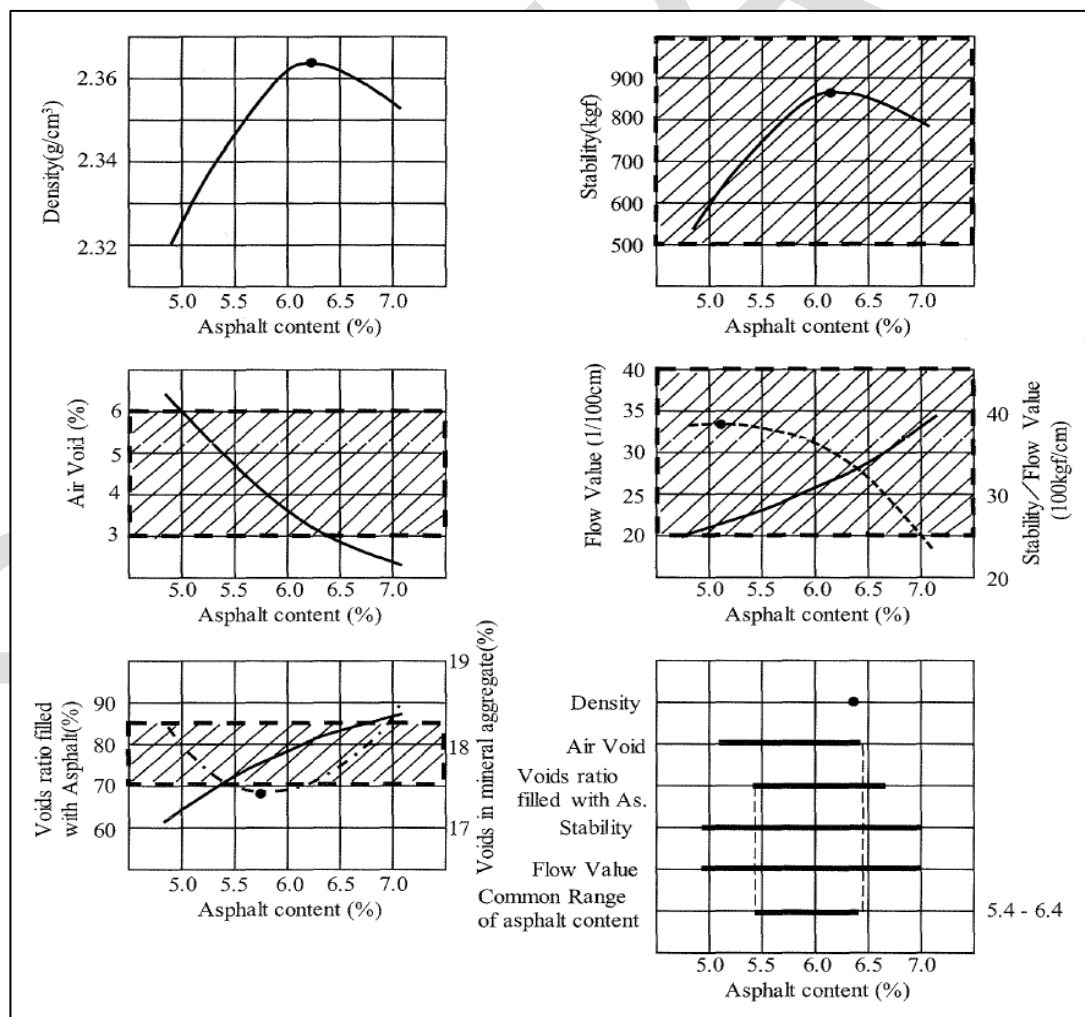 Density(g/cm³)
2.36
2.34
2.32
5.0 5.5 6.0 6.5 7.0
Asphalt content (%)
Stability(kgf)
900
800
700
600
500
5.0 5.5 6.0 6.5 7.0
Asphalt content (%)
Air Void (%)
6
5
4
3
5.0 5.5 6.0 6.5 7.0
Asphalt content (%)
Flow Value (1/100cm)
40
35
30
25
20
40
30
20
Stability/Flow Value
(100kgf/cm)
5.0 5.5 6.0 6.5 7.0
Asphalt content (%)
Voids ratio filled
with Asphalt(%)
90
80
70
60
19
18
17
Voids in mineral aggregate(%)
5.0 5.5 6.0 6.5 7.0
Asphalt content (%)
Density
Air Void
Voids ratio
filled with As.
Stability
Flow Value
Common Range
of asphalt content
5.4 - 6.4
5.0 5.5 6.0 6.5 7.0
Asphalt content (%)